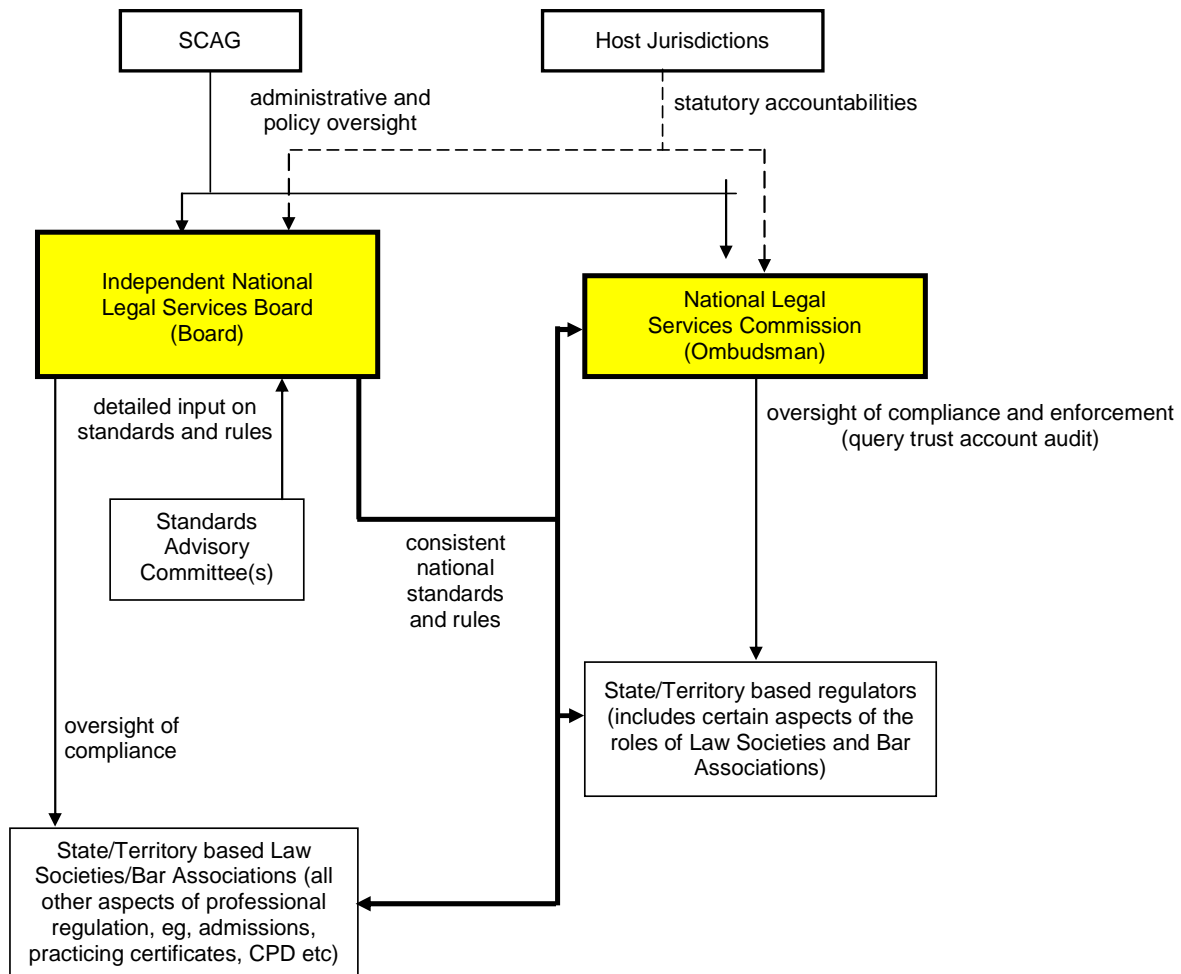 SCAG
Host Jurisdictions
administrative and
policy oversight
statutory accountabilities
Independent National
Legal Services Board
(Board)
National Legal
Services Commission
(Ombudsman)
detailed input on
standards and rules
oversight of compliance and enforcement
(query trust account audit)
Standards
Advisory
Committee(s)
consistent
national
standards
and rules
State/Territory based regulators
(includes certain aspects of the
roles of Law Societies and Bar
Associations)
oversight of
compliance
State/Territory based Law
Societies/Bar Associations (all
other aspects of professional
regulation, eg, admissions,
practicing certificates, CPD etc)